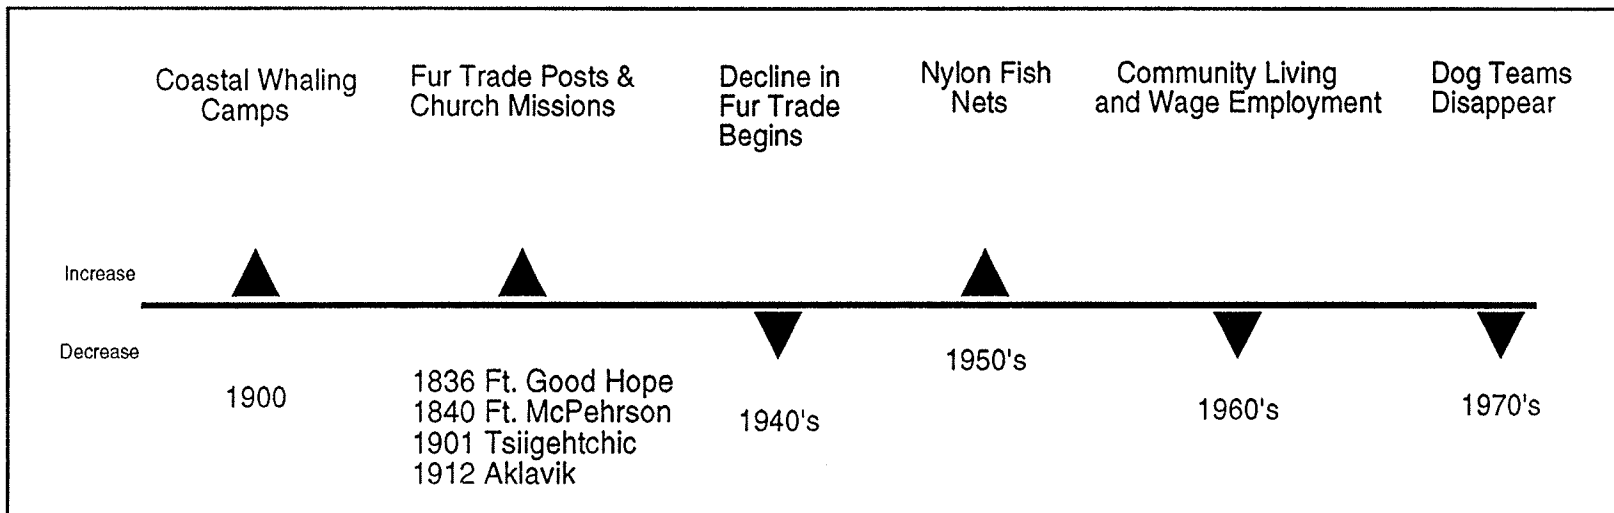 Coastal Whaling
Camps
Fur Trade Posts &
Church Missions
Decline in
Fur Trade
Begins
Nylon Fish
Nets
Community Living
and Wage Employment
Dog Teams
Disappear
Increase
Decrease
1900
1836 Ft. Good Hope
1840 Ft. McPehrson
1901 Tsiigehtchic
1912 Aklavik
1940's
1950's
1960's
1970's